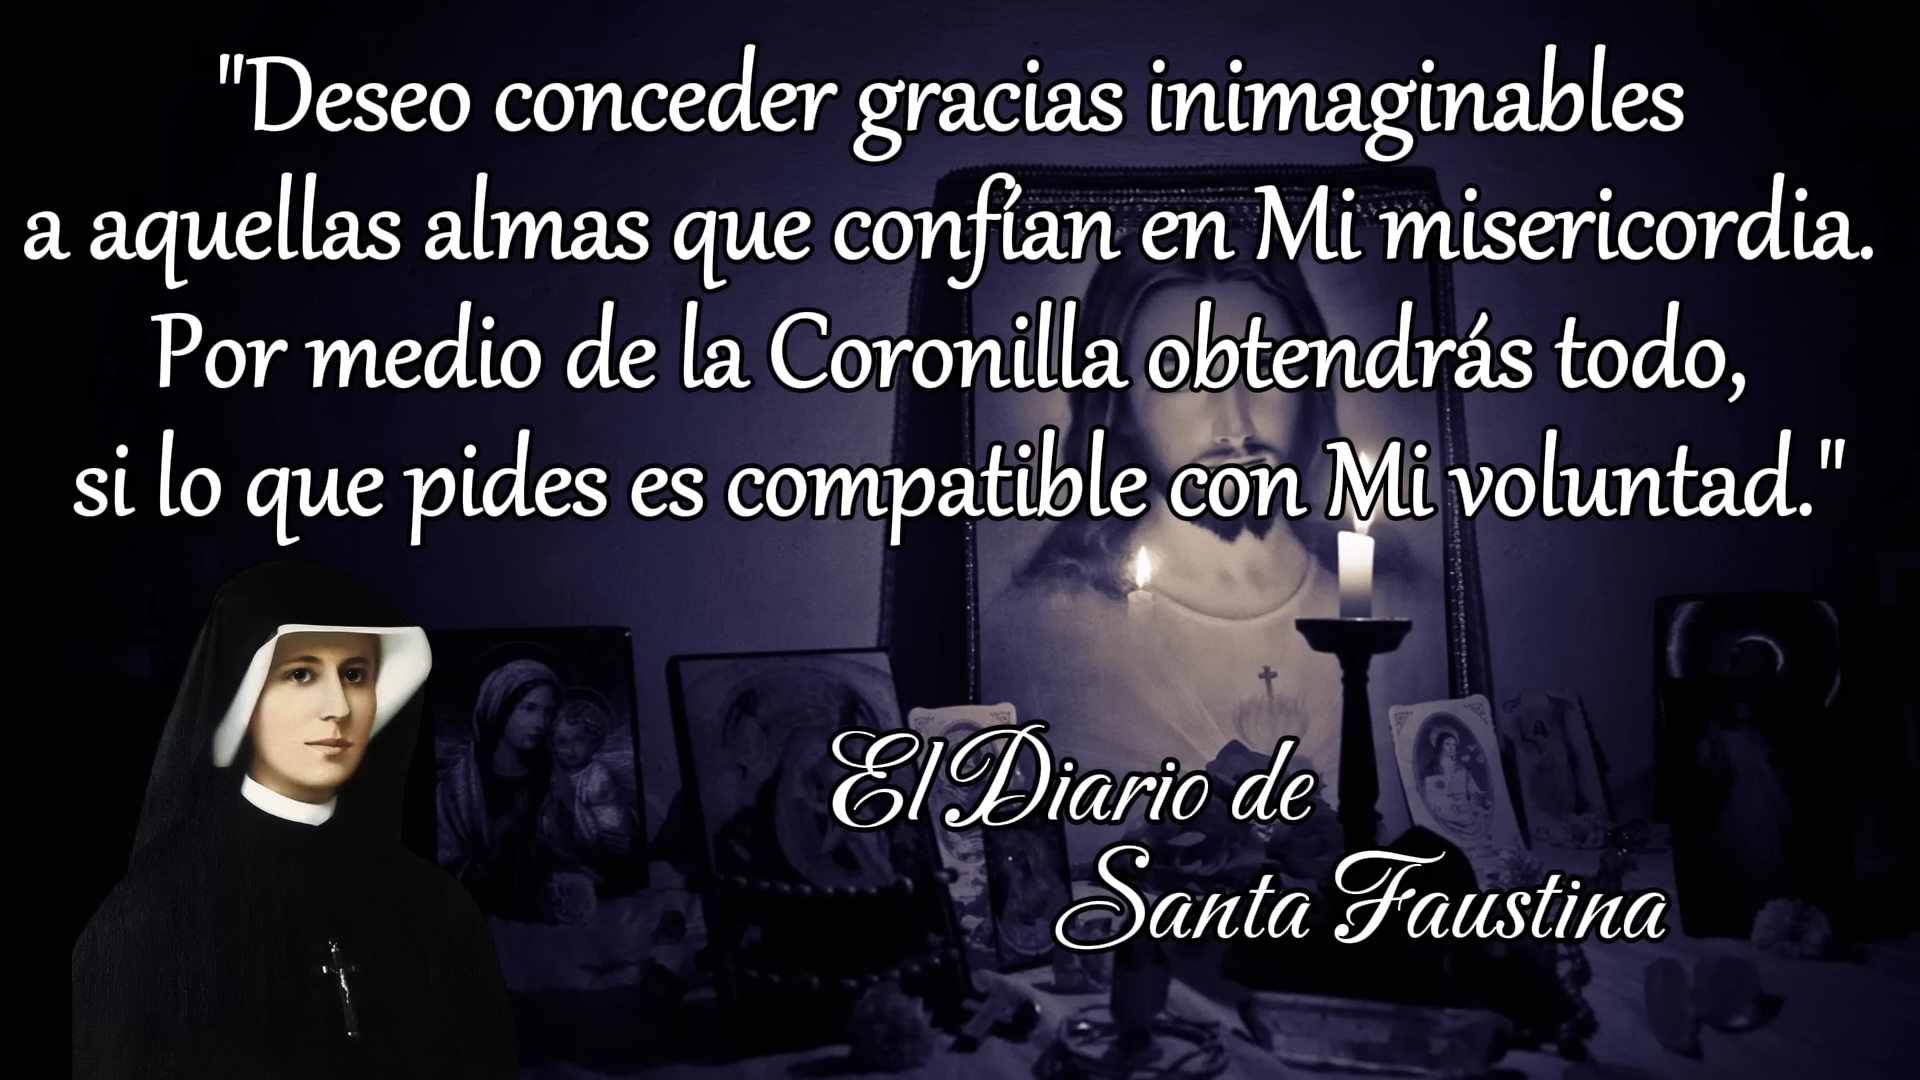 "Deseo conceder gracias inimaginables
a aquellas almas que confían en Mi misericordia.
Por medio de la Coronilla obtendrás todo,
si lo que pides es compatible con Mi voluntad."
El Diario de
Santa Faustina